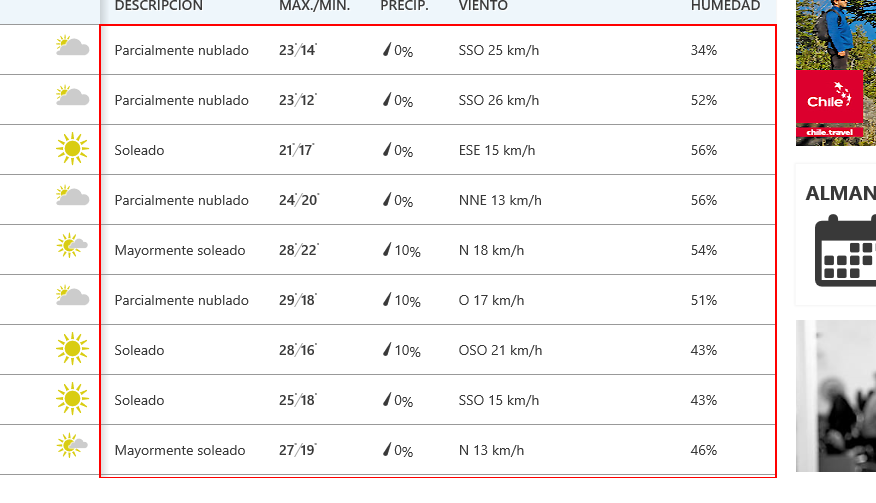 DESCRIPCIÓN MÁX./MIN. PRECIP. VIENTO HUMEDAD
Parcialmente nublado 23°/14° 0% SSO 25 km/h 34%
Parcialmente nublado 23°/12° 0% SSO 26 km/h 52%
Soleado 21°/17° 0% ESE 15 km/h 56%
Parcialmente nublado 24°/20° 0% NNE 13 km/h 56%
Mayormente soleado 28°/22° 10% N 18 km/h 54%
Parcialmente nublado 29°/18° 10% O 17 km/h 51%
Soleado 28°/16° 10% OSO 21 km/h 43%
Soleado 25°/18° 0% SSO 15 km/h 43%
Mayormente soleado 27°/19° 0% N 13 km/h 46%
Chile
chile.travel
ALMAN